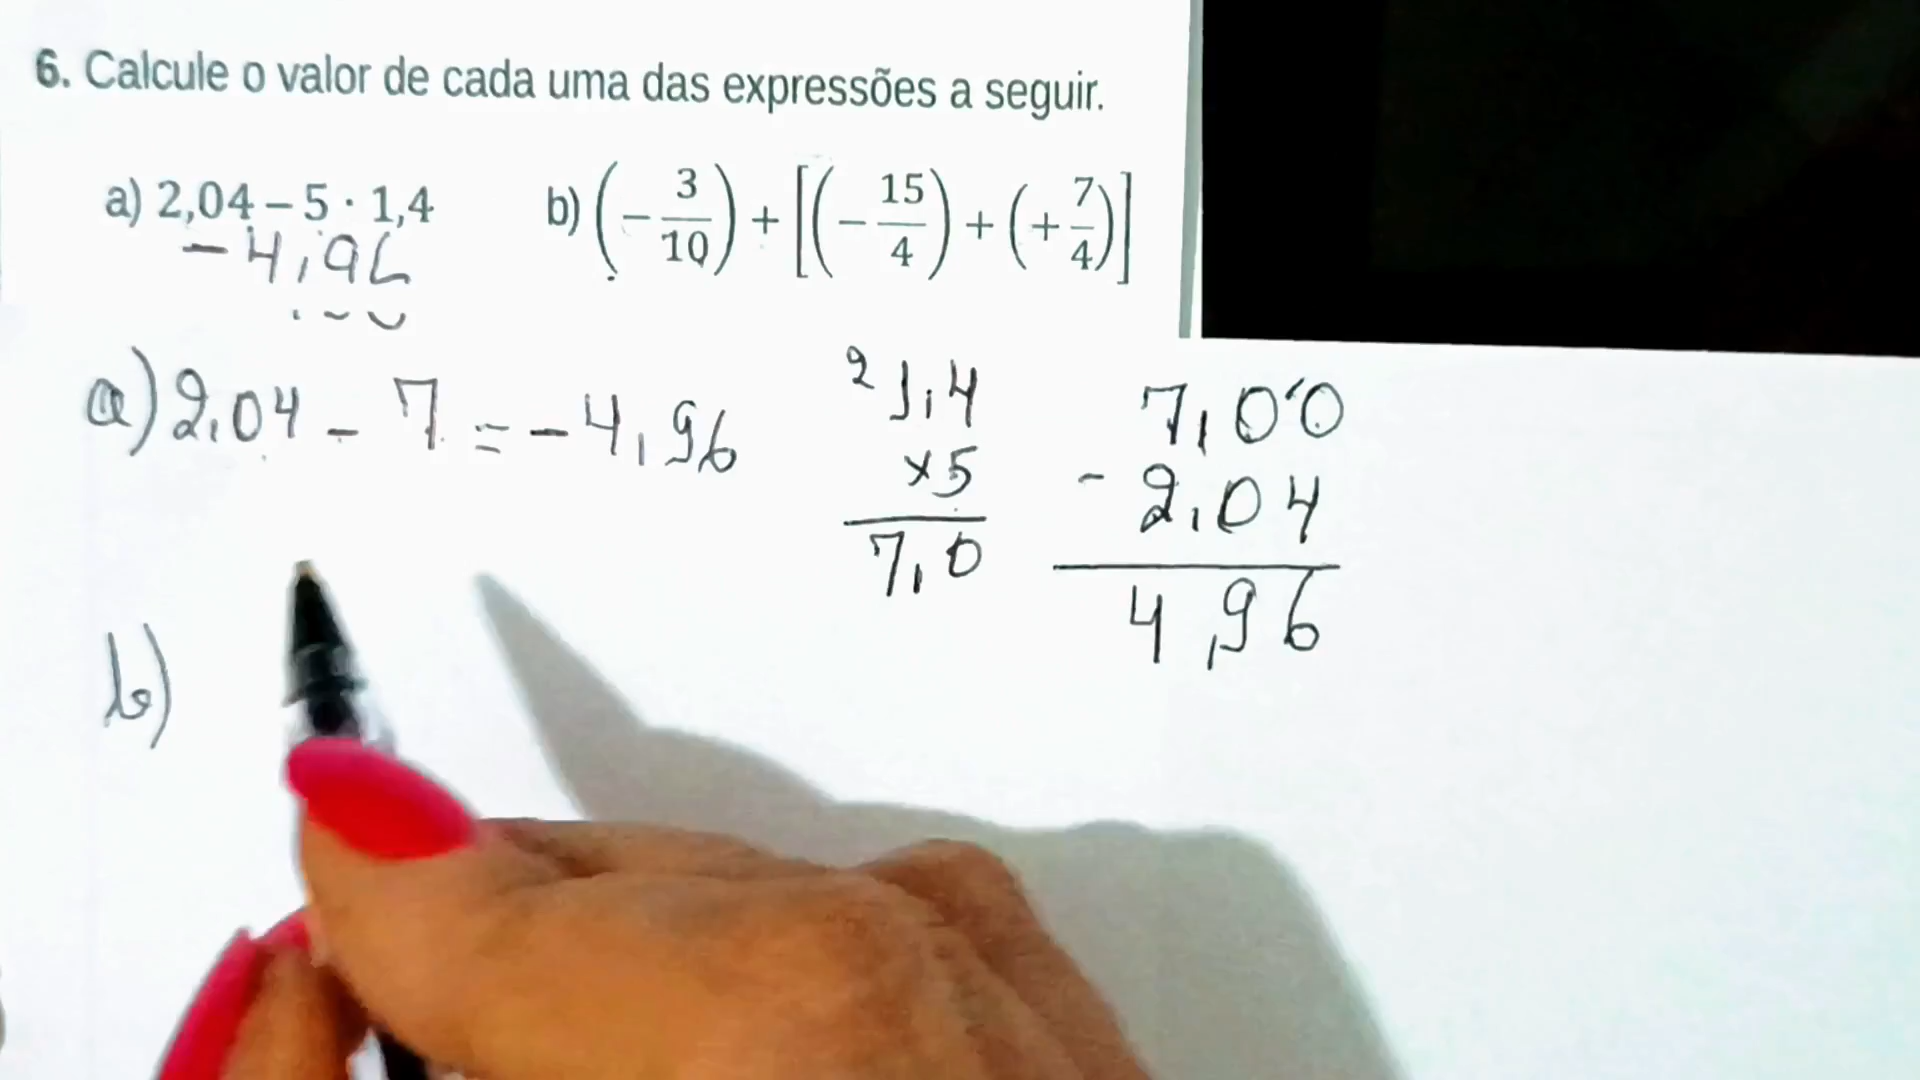 6. Calcule o valor de cada uma das expressões a seguir.
a) 2,04 – 5 · 1,4 b) (– 3/10) + [(– 15/4) + (+ 7/4)]
– 4,96
a) 2,04 – 7 = – 4,96
2
1,4
x5
7,0
7,00
- 2,04
4,96
b)